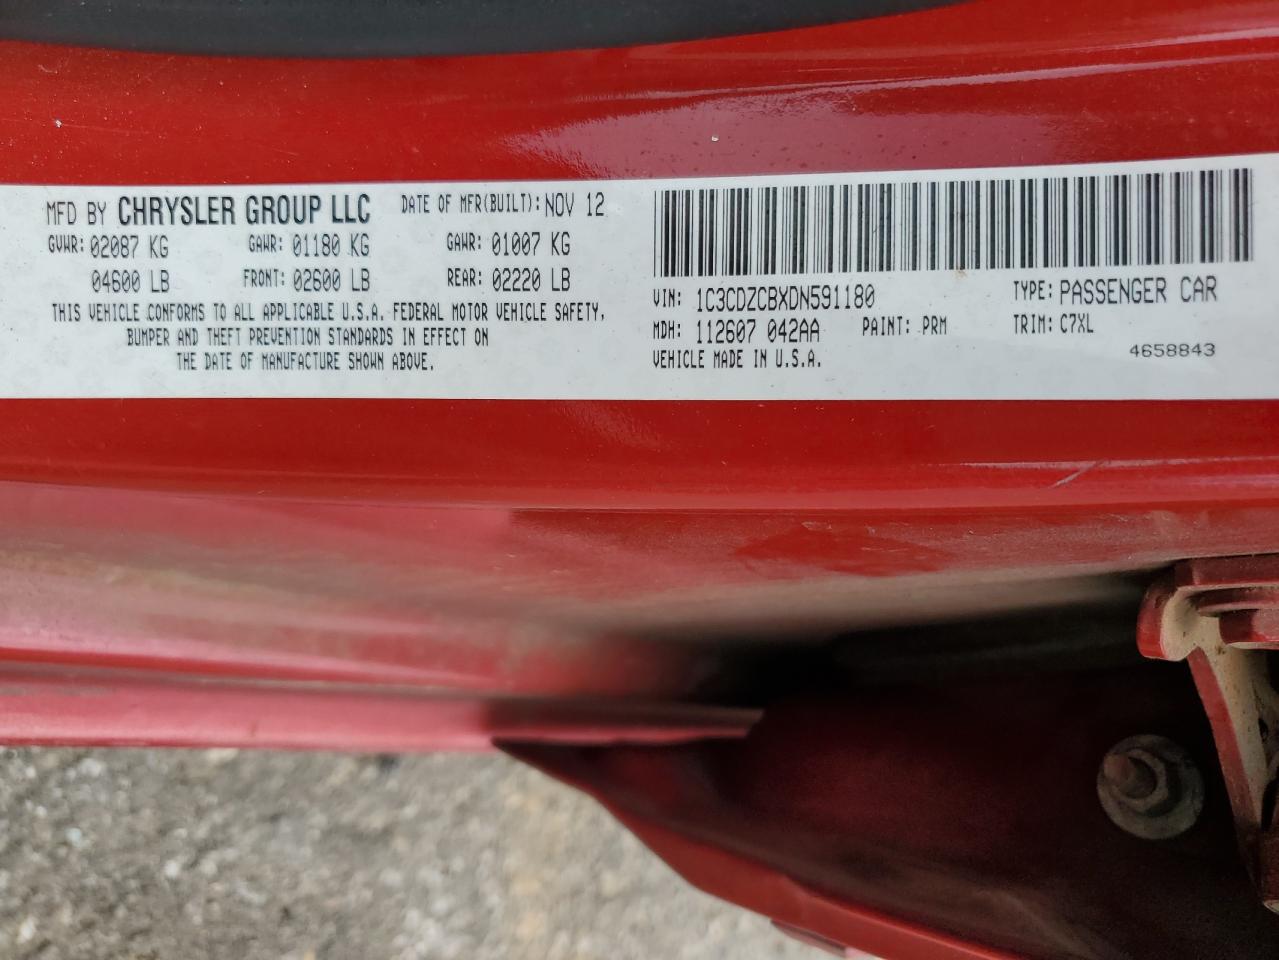 MFD BY CHRYSLER GROUP LLC DATE OF MFR(BUILT): NOV 12
GVWR: 02087 KG GAWR: 01180 KG GAWR: 01007 KG
04600 LB FRONT: 02600 LB REAR: 02220 LB
THIS VEHICLE CONFORMS TO ALL APPLICABLE U.S.A. FEDERAL MOTOR VEHICLE SAFETY,
BUMPER AND THEFT PREVENTION STANDARDS IN EFFECT ON
THE DATE OF MANUFACTURE SHOWN ABOVE.
VIN: 1C3CDZCBXDN591180 TYPE: PASSENGER CAR
MDH: 112607 042AA PAINT: PRM TRIM: C7XL
VEHICLE MADE IN U.S.A. 4658843